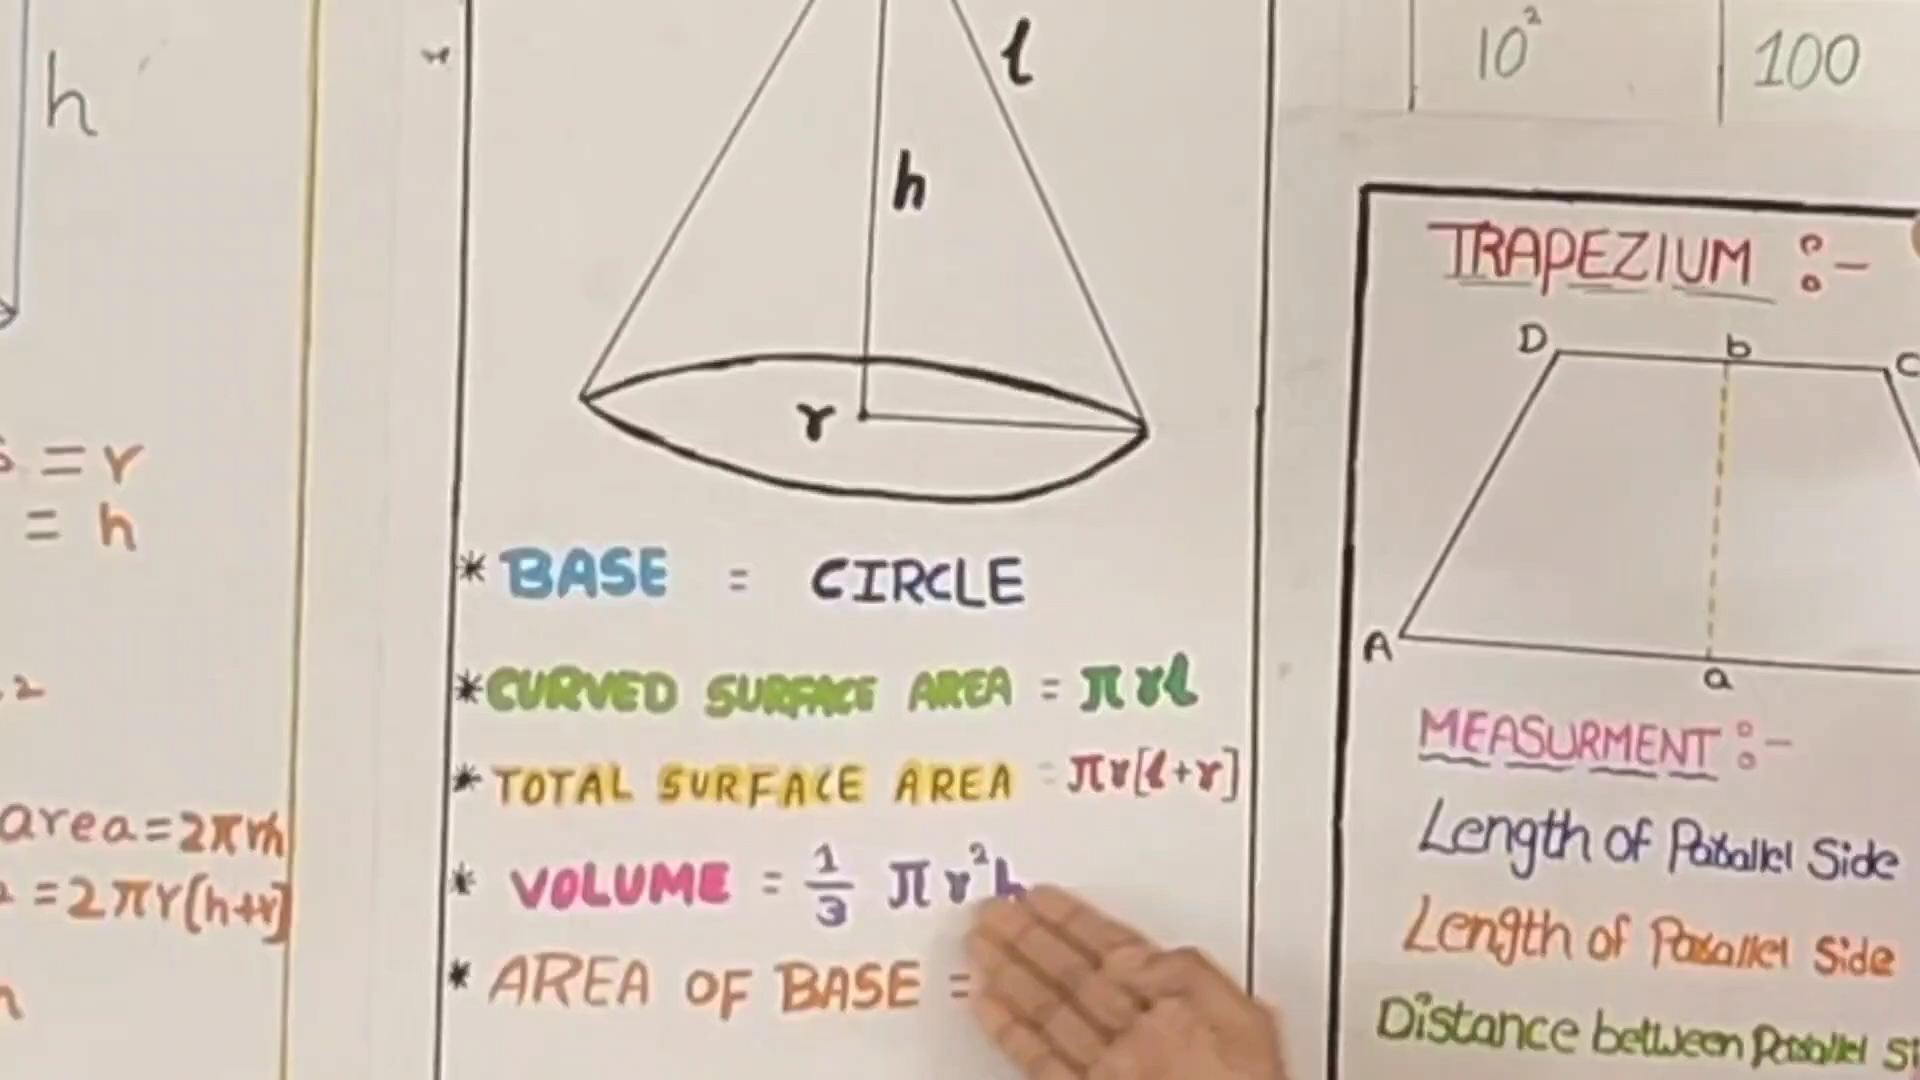 h
= r
= h
2
area = 2πrh
= 2πr(h+r)
l
h
r
* BASE = CIRCLE
* CURVED SURFACE AREA = πrl
* TOTAL SURFACE AREA = πr[l+r]
* VOLUME = 1/3 πr²h
* AREA OF BASE =
10² 100
TRAPEZIUM :-
D b C
A a
MEASURMENT :-
Length of Parallel Side
Length of Parallel Side
Distance between Parallel